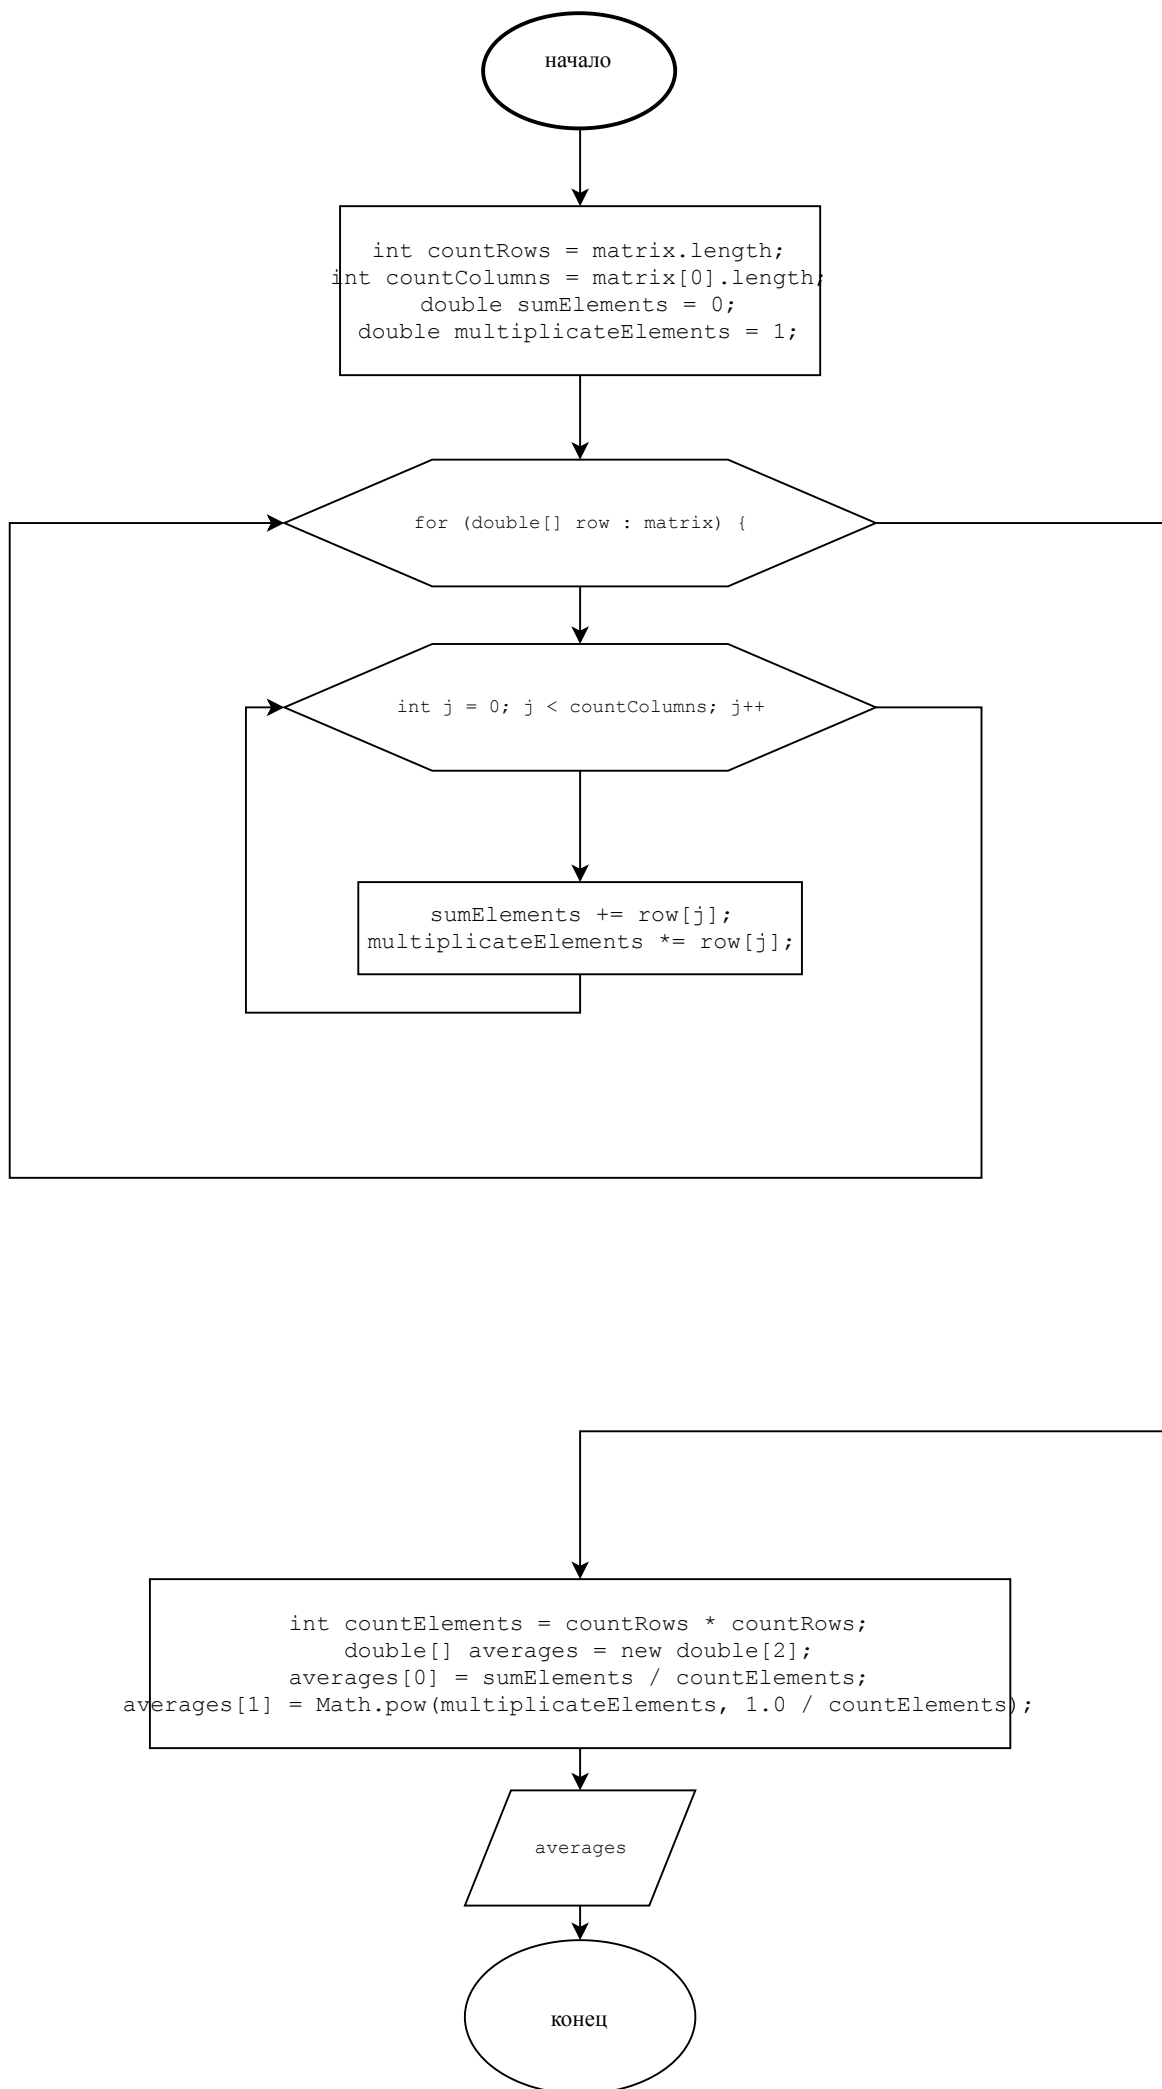 начало
int countRows = matrix.length;
int countColumns = matrix[0].length;
double sumElements = 0;
double multiplicateElements = 1;
for (double[] row : matrix) {
int j = 0; j < countColumns; j++
sumElements += row[j];
multiplicateElements *= row[j];
int countElements = countRows * countRows;
double[] averages = new double[2];
averages[0] = sumElements / countElements;
averages[1] = Math.pow(multiplicateElements, 1.0 / countElements);
averages
конец